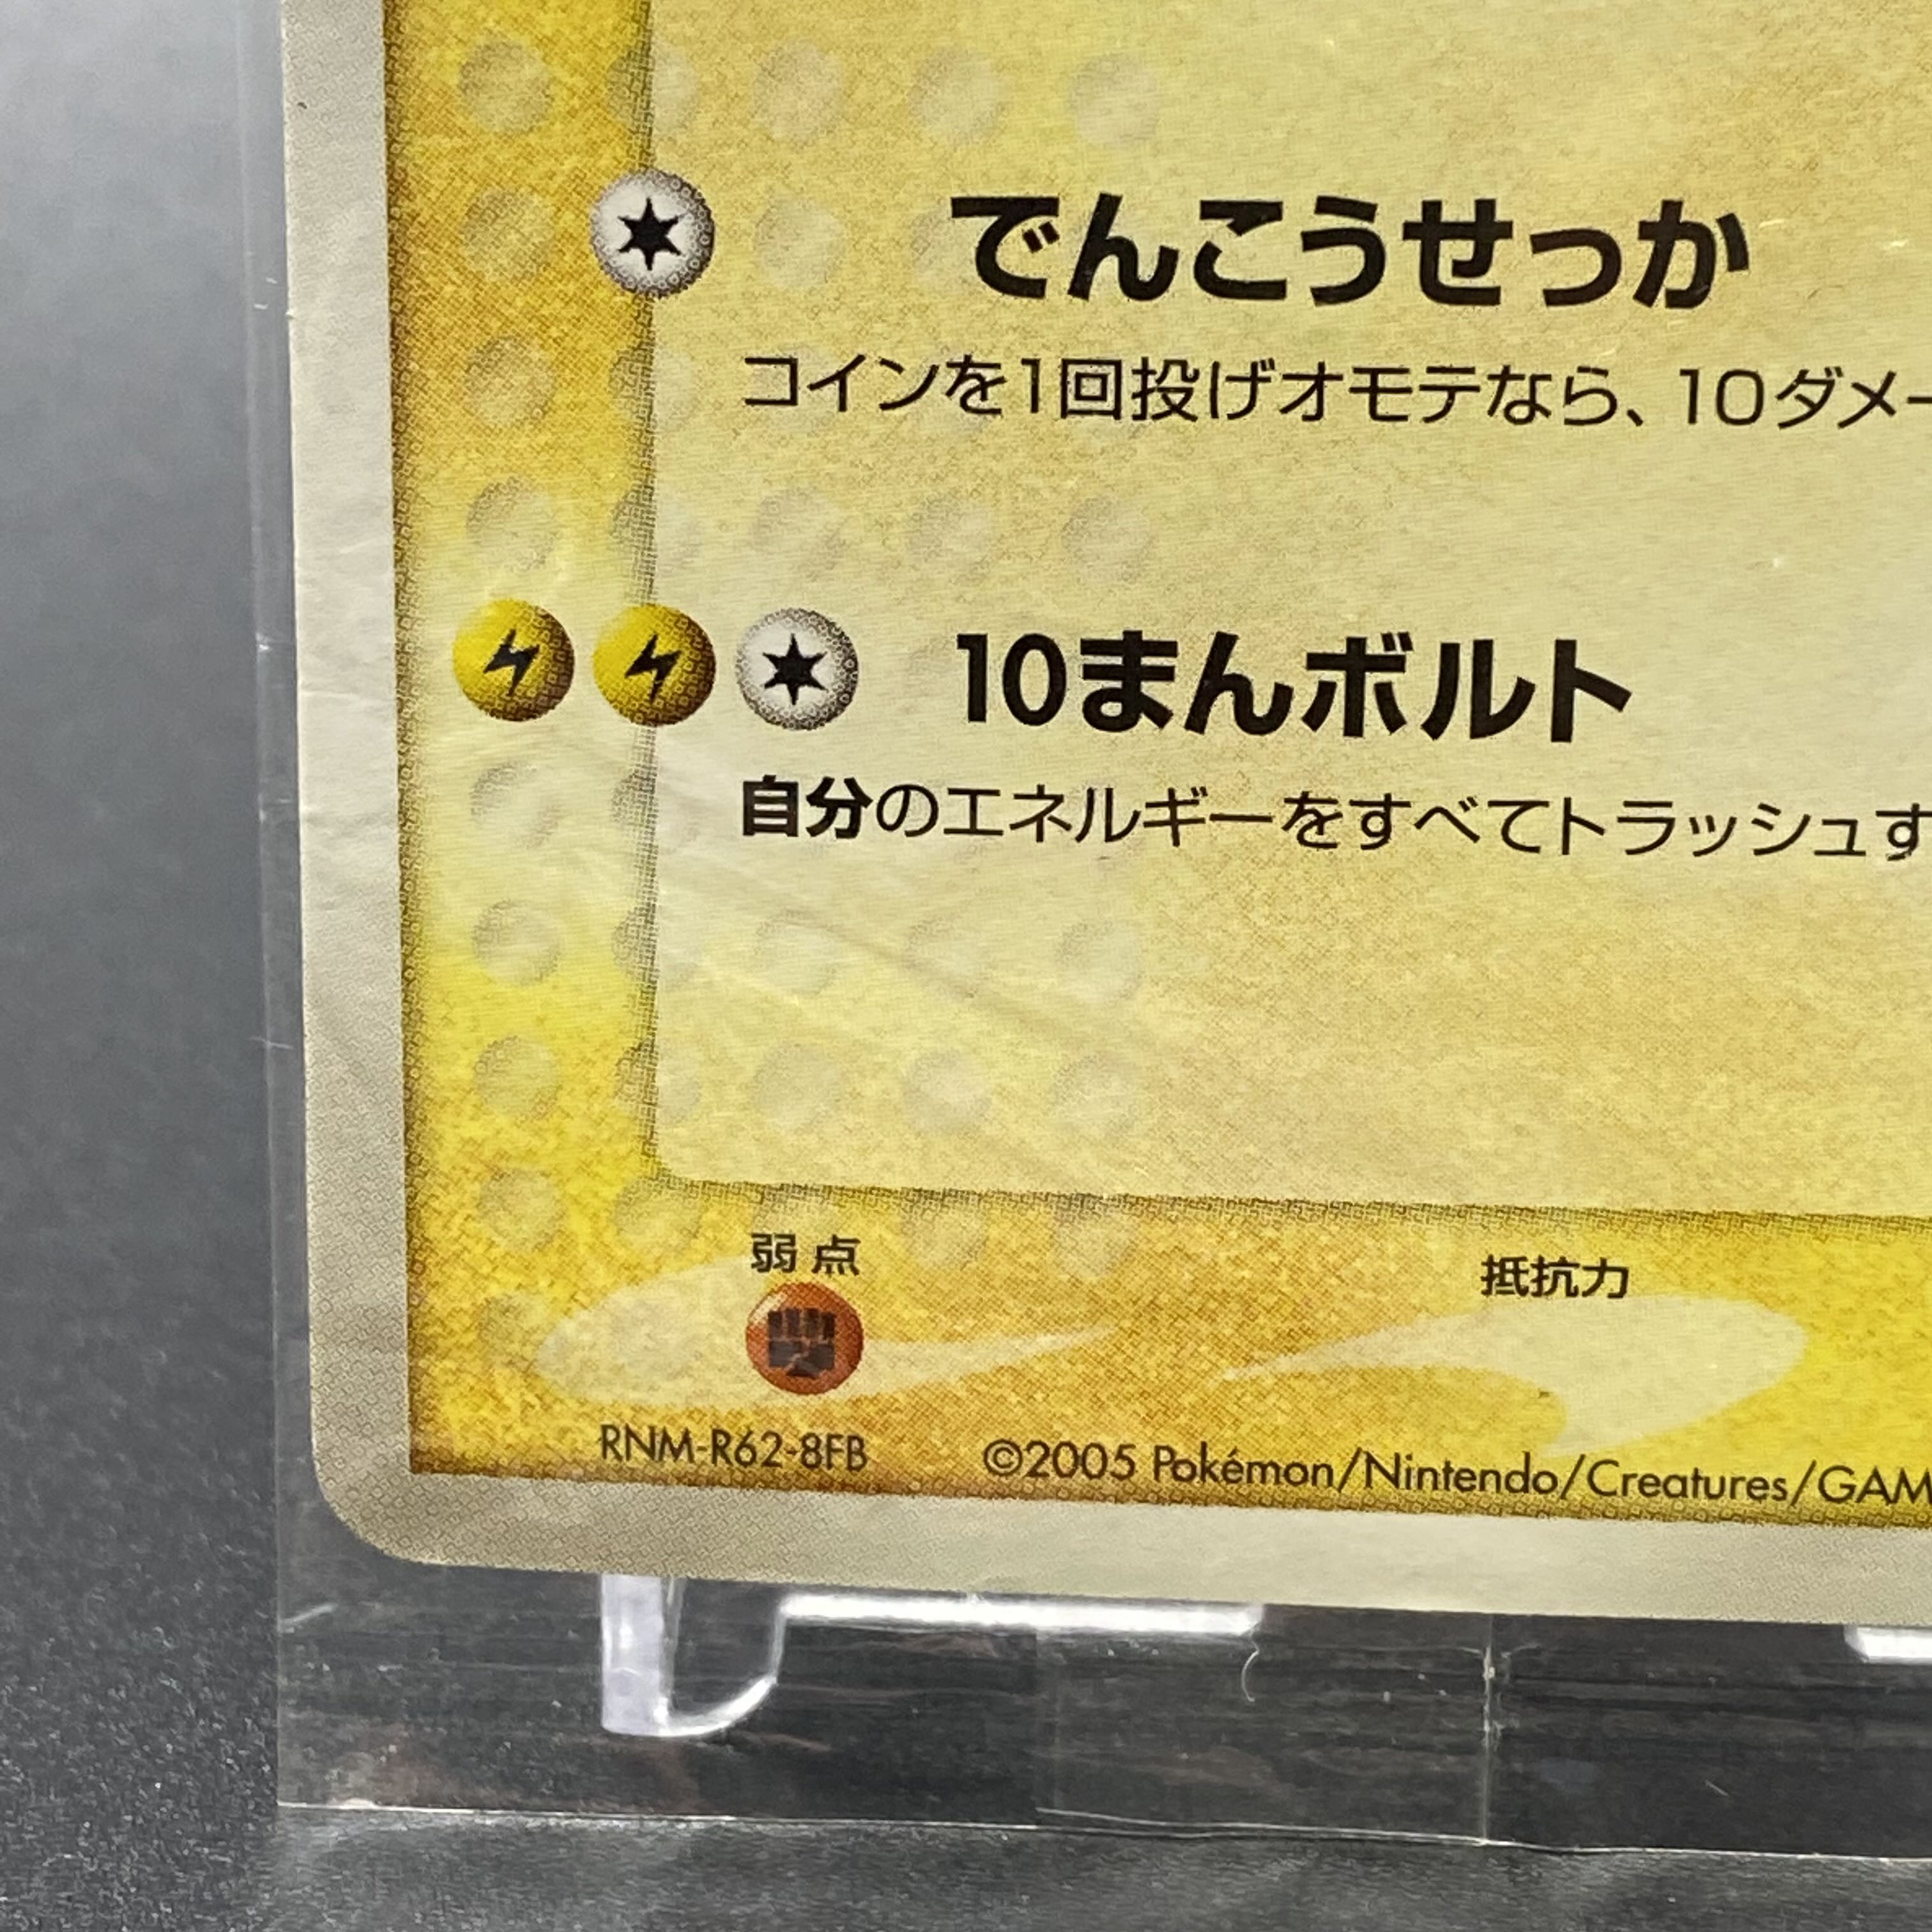 でんこうせっか
コインを1回投げオモテなら、10ダメー
10まんボルト
自分のエネルギーをすべてトラッシュす
弱点
抵抗力
RNM-R62-8FB
©2005 Pokémon/Nintendo/Creatures/GAM